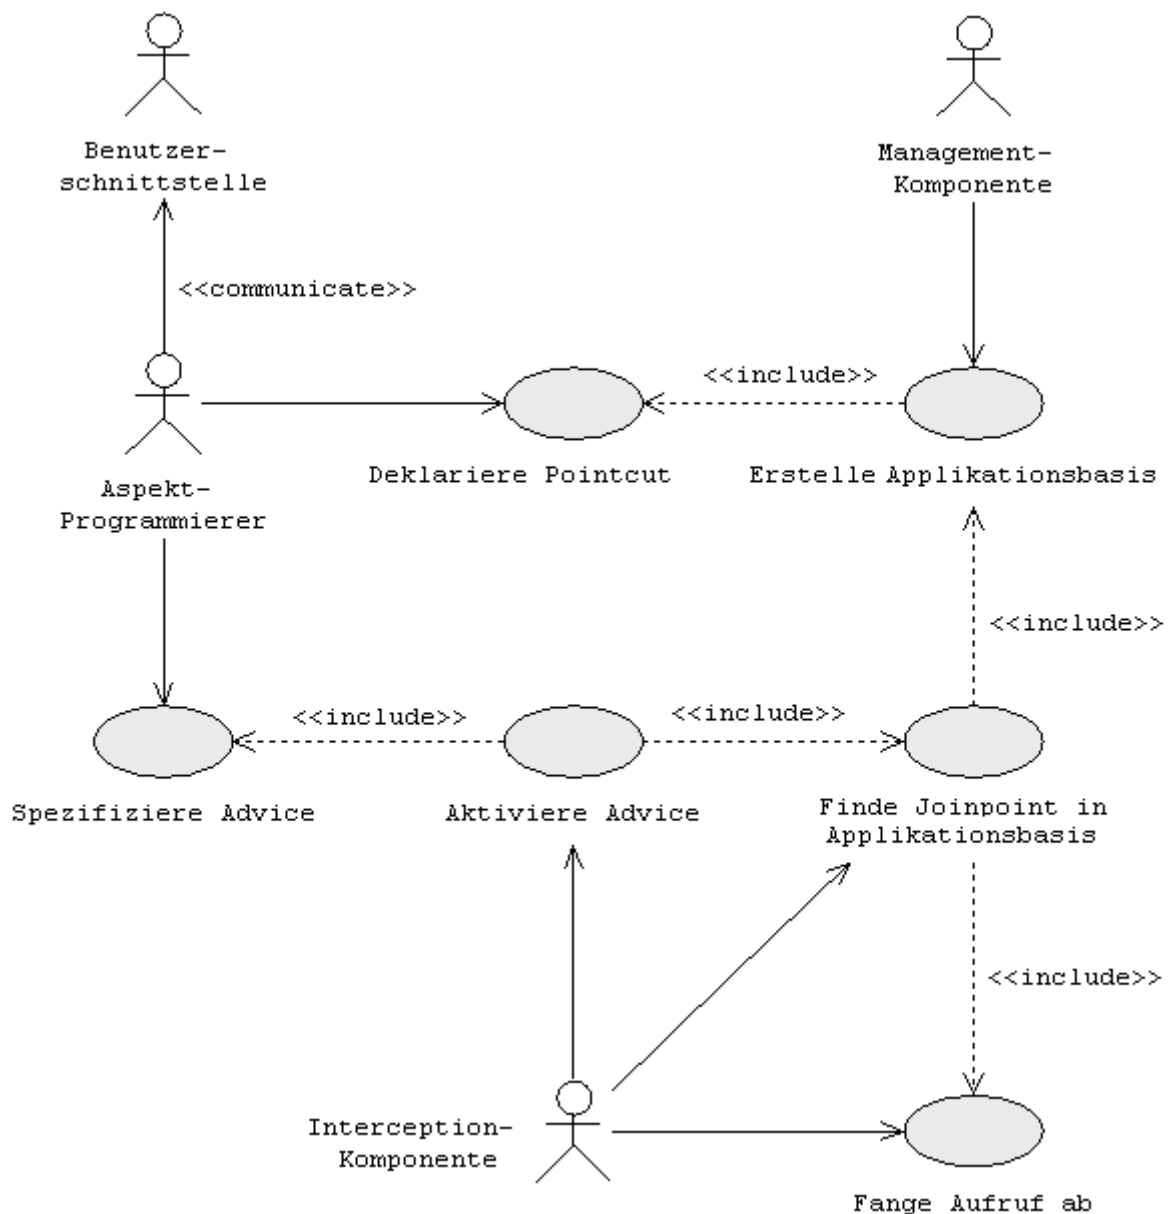 Benutzer-
schnittstelle
Management-
Komponente
<<communicate>>
<<include>>
Deklariere Pointcut
Erstelle Applikationsbasis
Aspekt-
Programmierer
<<include>>
<<include>>
<<include>>
Spezifiziere Advice
Aktiviere Advice
Finde Joinpoint in
Applikationsbasis
<<include>>
Interception-
Komponente
Fange Aufruf ab